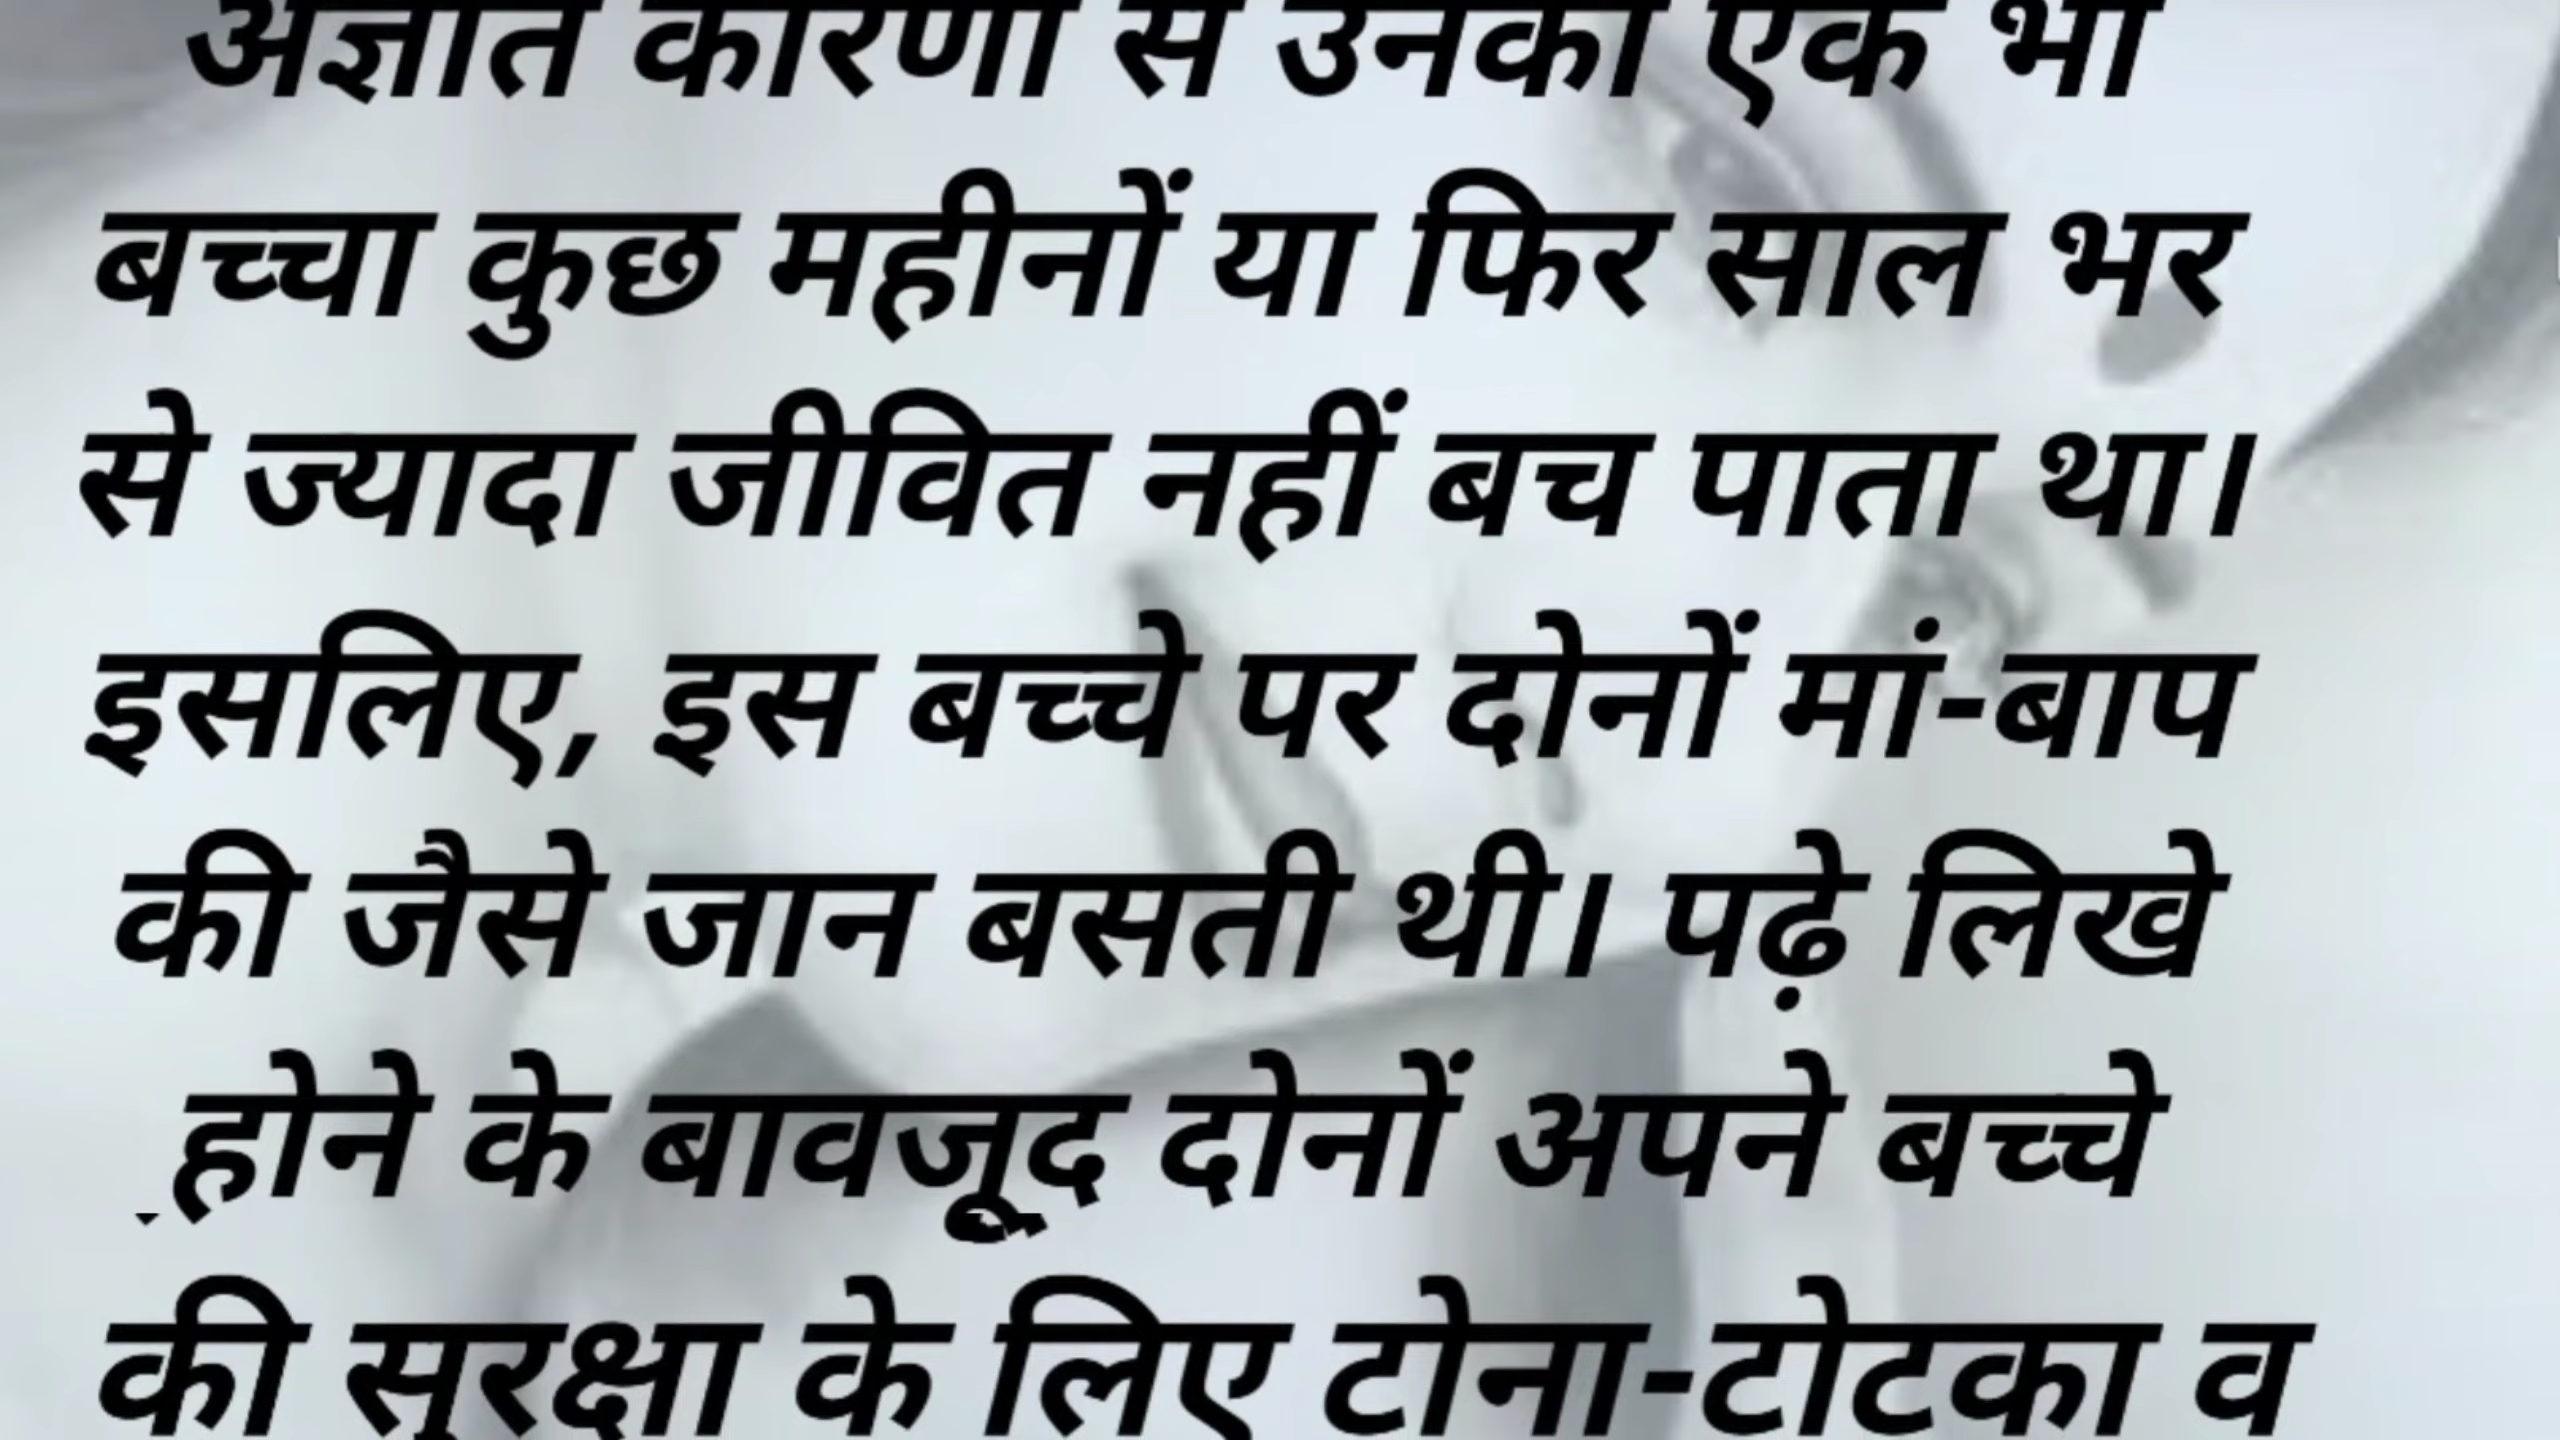 अज्ञात कारणों से उनका एक भी
बच्चा कुछ महीनों या फिर साल भर
से ज्यादा जीवित नहीं बच पाता था।
इसलिए, इस बच्चे पर दोनों मां-बाप
की जैसे जान बसती थी। पढ़े लिखे
होने के बावजूद दोनों अपने बच्चे
की सुरक्षा के लिए टोना-टोटका व